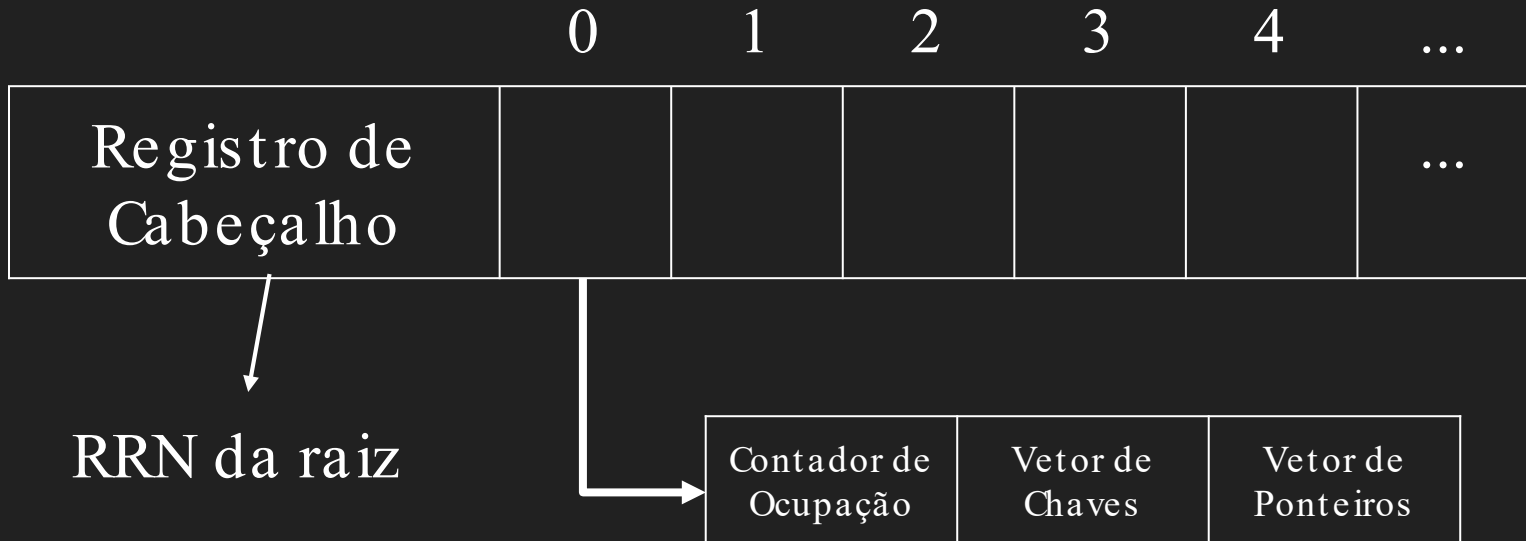 0 1 2 3 4 ...
Registro de
Cabeçalho
...
RRN da raiz
Contador de
Ocupação
Vetor de
Chaves
Vetor de
Ponteiros